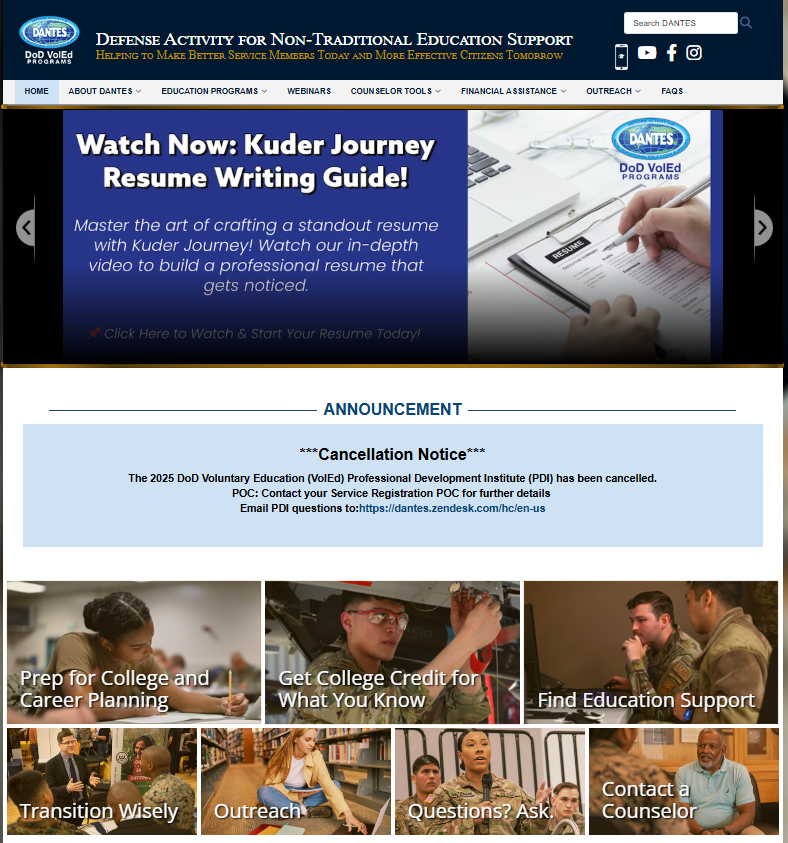 DANTES
DoD VolEd
PROGRAMS
Defense Activity for Non-Traditional Education Support
Helping to Make Better Service Members Today and More Effective Citizens Tomorrow
Search DANTES
HOME ABOUT DANTES EDUCATION PROGRAMS WEBINARS COUNSELOR TOOLS FINANCIAL ASSISTANCE OUTREACH FAQS
Watch Now: Kuder Journey
Resume Writing Guide!
Master the art of crafting a standout resume
with Kuder Journey! Watch our in-depth
video to build a professional resume that
gets noticed.
Click Here to Watch & Start Your Resume Today!
DANTES
DoD VolEd
PROGRAMS
RESUME
ANNOUNCEMENT
***Cancellation Notice***
The 2025 DoD Voluntary Education (VolEd) Professional Development Institute (PDI) has been cancelled.
POC: Contact your Service Registration POC for further details
Email PDI questions to:https://dantes.zendesk.com/hc/en-us
Prep for College and
Career Planning
Get College Credit for
What You Know
Find Education Support
Transition Wisely
Outreach
Questions? Ask.
Contact a
Counselor